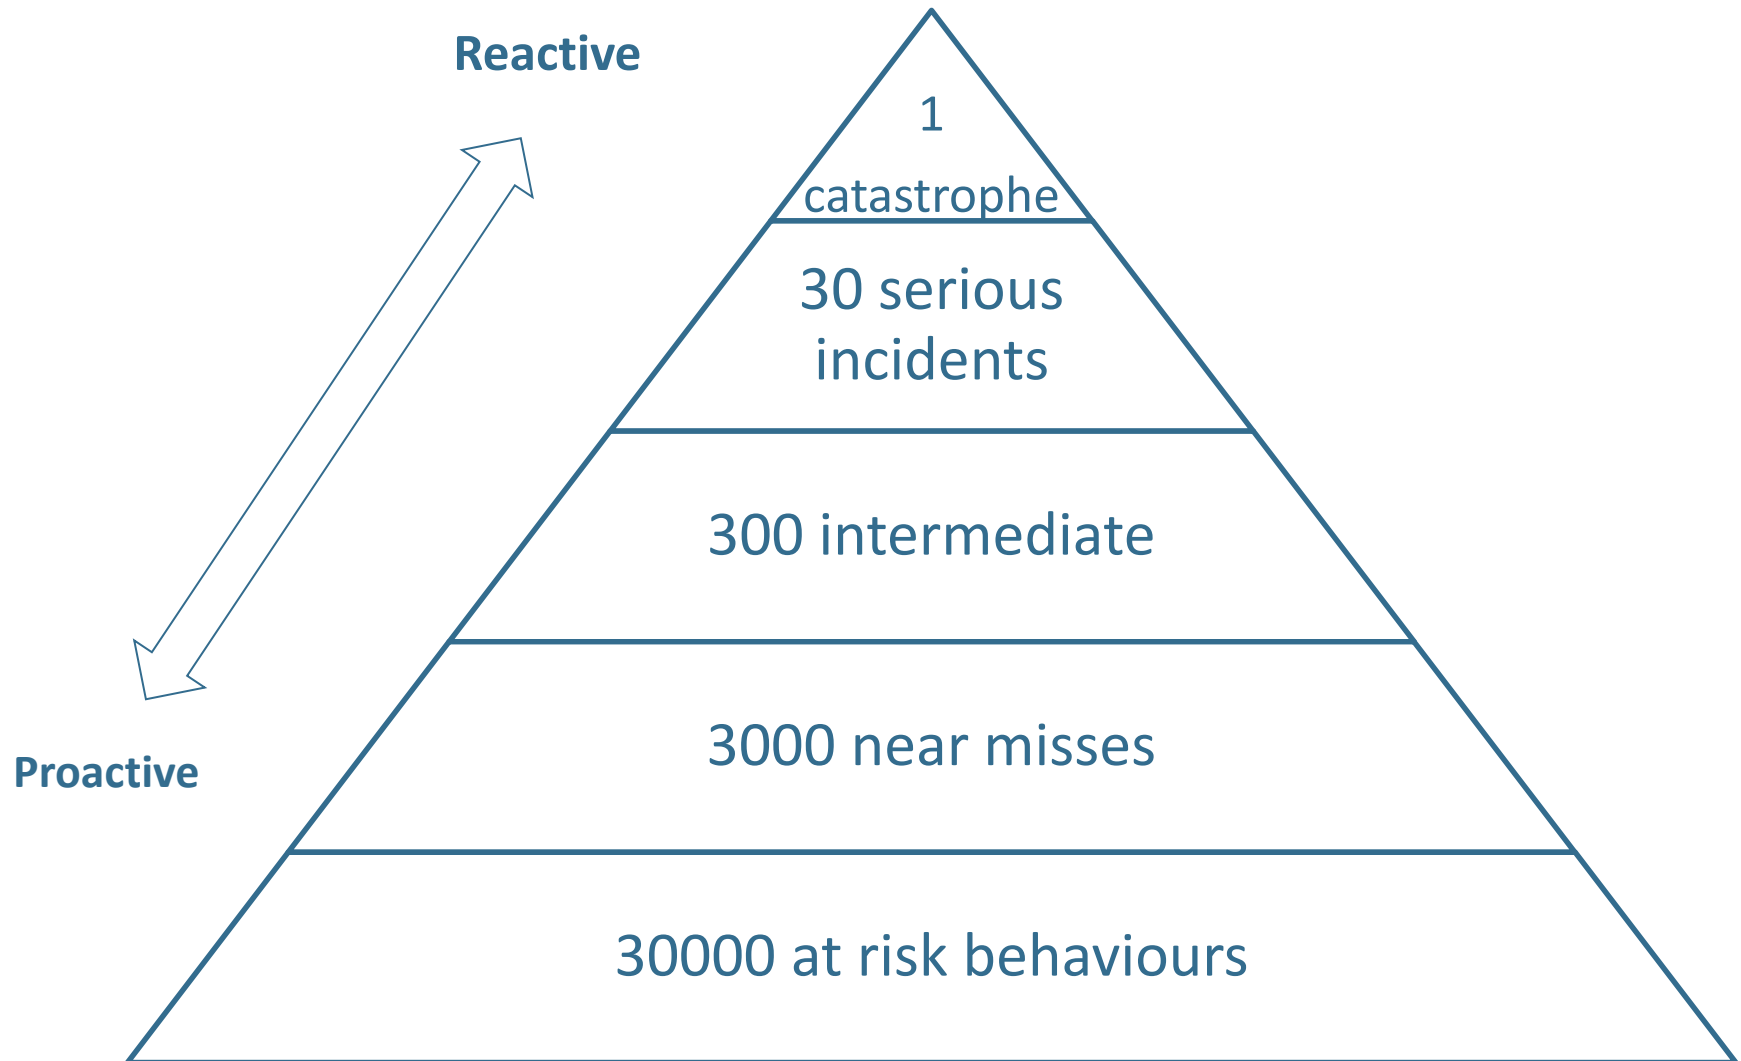 Reactive
1
catastrophe
30 serious
incidents
300 intermediate
3000 near misses
Proactive
30000 at risk behaviours